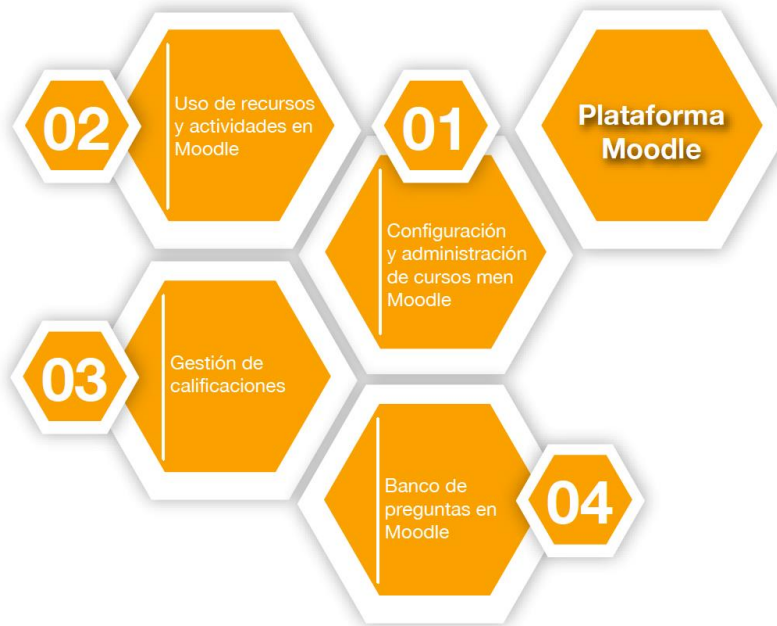 Plataforma
Moodle
01
Configuración
y administración
de cursos men
Moodle
02
Uso de recursos
y actividades en
Moodle
03
Gestión de
calificaciones
04
Banco de
preguntas en
Moodle